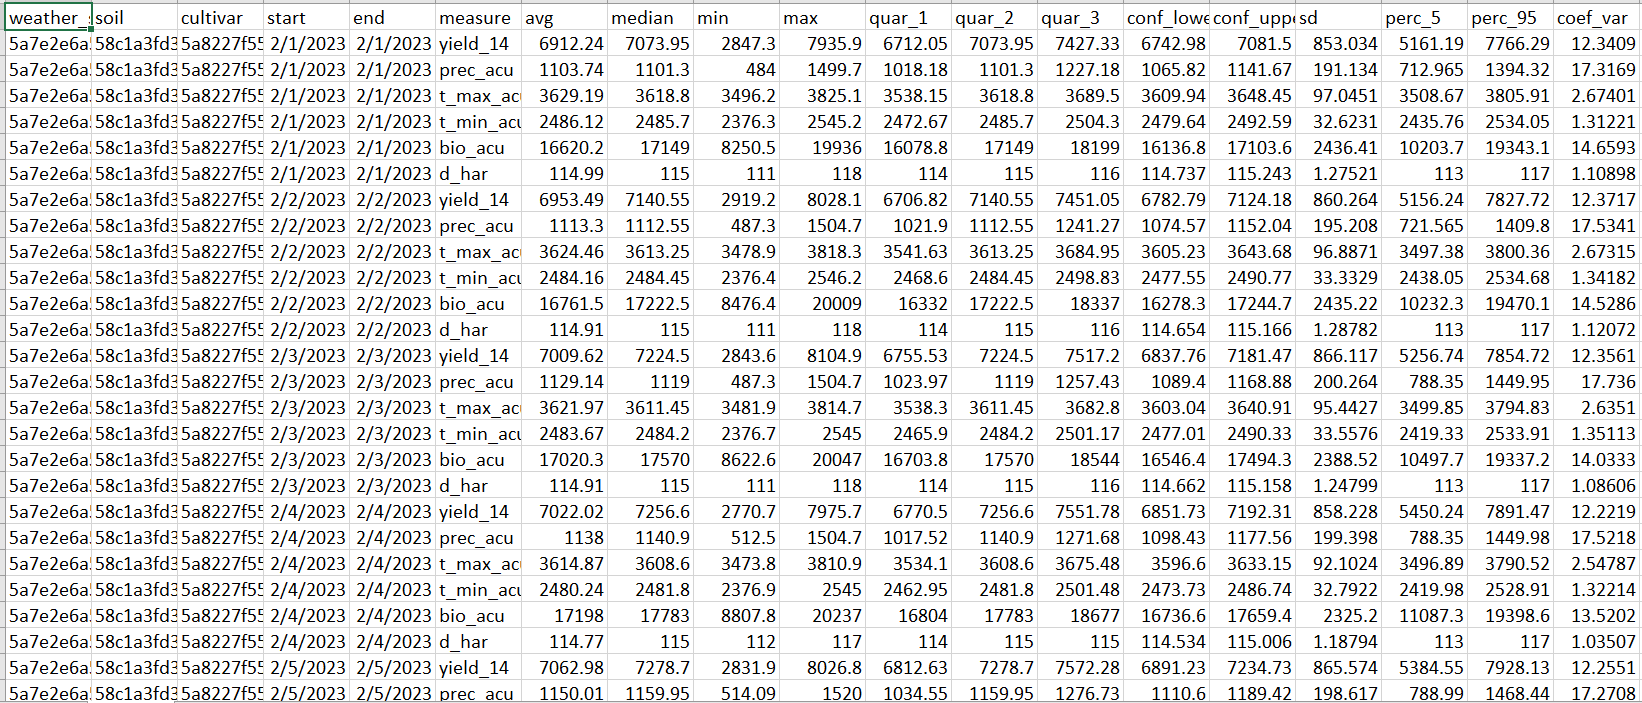 weather_ soil cultivar start end measure avg median min max quar_1 quar_2 quar_3 conf_lowe conf_uppe sd perc_5 perc_95 coef_var
5a7e2e6a 58c1a3fd3 5a8227f55 2/1/2023 2/1/2023 yield_14 6912.24 7073.95 2847.3 7935.9 6712.05 7073.95 7427.33 6742.98 7081.5 853.034 5161.19 7766.29 12.3409
5a7e2e6a 58c1a3fd3 5a8227f55 2/1/2023 2/1/2023 prec_acu 1103.74 1101.3 484 1499.7 1018.18 1101.3 1227.18 1065.82 1141.67 191.134 712.965 1394.32 17.3169
5a7e2e6a 58c1a3fd3 5a8227f55 2/1/2023 2/1/2023 t_max_ac 3629.19 3618.8 3496.2 3825.1 3538.15 3618.8 3689.5 3609.94 3648.45 97.0451 3508.67 3805.91 2.67401
5a7e2e6a 58c1a3fd3 5a8227f55 2/1/2023 2/1/2023 t_min_acu 2486.12 2485.7 2376.3 2545.2 2472.67 2485.7 2504.3 2479.64 2492.59 32.6231 2435.76 2534.05 1.31221
5a7e2e6a 58c1a3fd3 5a8227f55 2/1/2023 2/1/2023 bio_acu 16620.2 17149 8250.5 19936 16078.8 17149 18199 16136.8 17103.6 2436.41 10203.7 19343.1 14.6593
5a7e2e6a 58c1a3fd3 5a8227f55 2/1/2023 2/1/2023 d_har 114.99 115 111 118 114 115 116 114.737 115.243 1.27521 113 117 1.10898
5a7e2e6a 58c1a3fd3 5a8227f55 2/2/2023 2/2/2023 yield_14 6953.49 7140.55 2919.2 8028.1 6706.82 7140.55 7451.05 6782.79 7124.18 860.264 5156.24 7827.72 12.3717
5a7e2e6a 58c1a3fd3 5a8227f55 2/2/2023 2/2/2023 prec_acu 1113.3 1112.55 487.3 1504.7 1021.9 1112.55 1241.27 1074.57 1152.04 195.208 721.565 1409.8 17.5341
5a7e2e6a 58c1a3fd3 5a8227f55 2/2/2023 2/2/2023 t_max_ac 3624.46 3613.25 3478.9 3818.3 3541.63 3613.25 3684.95 3605.23 3643.68 96.8871 3497.38 3800.36 2.67315
5a7e2e6a 58c1a3fd3 5a8227f55 2/2/2023 2/2/2023 t_min_acu 2484.16 2484.45 2376.4 2546.2 2468.6 2484.45 2498.83 2477.55 2490.77 33.3329 2438.05 2534.68 1.34182
5a7e2e6a 58c1a3fd3 5a8227f55 2/2/2023 2/2/2023 bio_acu 16761.5 17222.5 8476.4 20009 16332 17222.5 18337 16278.3 17244.7 2435.22 10232.3 19470.1 14.5286
5a7e2e6a 58c1a3fd3 5a8227f55 2/2/2023 2/2/2023 d_har 114.91 115 111 118 114 115 116 114.654 115.166 1.28782 113 117 1.12072
5a7e2e6a 58c1a3fd3 5a8227f55 2/3/2023 2/3/2023 yield_14 7009.62 7224.5 2843.6 8104.9 6755.53 7224.5 7517.2 6837.76 7181.47 866.117 5256.74 7854.72 12.3561
5a7e2e6a 58c1a3fd3 5a8227f55 2/3/2023 2/3/2023 prec_acu 1129.14 1119 487.3 1504.7 1023.97 1119 1257.43 1089.4 1168.88 200.264 788.35 1449.95 17.736
5a7e2e6a 58c1a3fd3 5a8227f55 2/3/2023 2/3/2023 t_max_ac 3621.97 3611.45 3481.9 3814.7 3538.3 3611.45 3682.8 3603.04 3640.91 95.4427 3499.85 3794.83 2.6351
5a7e2e6a 58c1a3fd3 5a8227f55 2/3/2023 2/3/2023 t_min_acu 2483.67 2484.2 2376.7 2545 2465.9 2484.2 2501.17 2477.01 2490.33 33.5576 2419.33 2533.91 1.35113
5a7e2e6a 58c1a3fd3 5a8227f55 2/3/2023 2/3/2023 bio_acu 17020.3 17570 8622.6 20047 16703.8 17570 18544 16546.4 17494.3 2388.52 10497.7 19337.2 14.0333
5a7e2e6a 58c1a3fd3 5a8227f55 2/3/2023 2/3/2023 d_har 114.91 115 111 118 114 115 116 114.662 115.158 1.24799 113 117 1.08606
5a7e2e6a 58c1a3fd3 5a8227f55 2/4/2023 2/4/2023 yield_14 7022.02 7256.6 2770.7 7975.7 6770.5 7256.6 7551.78 6851.73 7192.31 858.228 5450.24 7891.47 12.2219
5a7e2e6a 58c1a3fd3 5a8227f55 2/4/2023 2/4/2023 prec_acu 1138 1140.9 512.5 1504.7 1017.52 1140.9 1271.68 1098.43 1177.56 199.398 788.35 1449.98 17.5218
5a7e2e6a 58c1a3fd3 5a8227f55 2/4/2023 2/4/2023 t_max_ac 3614.87 3608.6 3473.8 3810.9 3534.1 3608.6 3675.48 3596.6 3633.15 92.1024 3496.89 3790.52 2.54787
5a7e2e6a 58c1a3fd3 5a8227f55 2/4/2023 2/4/2023 t_min_acu 2480.24 2481.8 2376.9 2545 2462.95 2481.8 2501.48 2473.73 2486.74 32.7922 2419.98 2528.91 1.32214
5a7e2e6a 58c1a3fd3 5a8227f55 2/4/2023 2/4/2023 bio_acu 17198 17783 8807.8 20237 16804 17783 18677 16736.6 17659.4 2325.2 11087.3 19398.6 13.5202
5a7e2e6a 58c1a3fd3 5a8227f55 2/4/2023 2/4/2023 d_har 114.77 115 112 117 114 115 115 114.534 115.006 1.18794 113 117 1.03507
5a7e2e6a 58c1a3fd3 5a8227f55 2/5/2023 2/5/2023 yield_14 7062.98 7278.7 2831.9 8026.8 6812.63 7278.7 7572.28 6891.23 7234.73 865.574 5384.55 7928.13 12.2551
5a7e2e6a 58c1a3fd3 5a8227f55 2/5/2023 2/5/2023 prec_acu 1150.01 1159.95 514.09 1520 1034.55 1159.95 1276.73 1110.6 1189.42 198.617 788.99 1468.44 17.2708